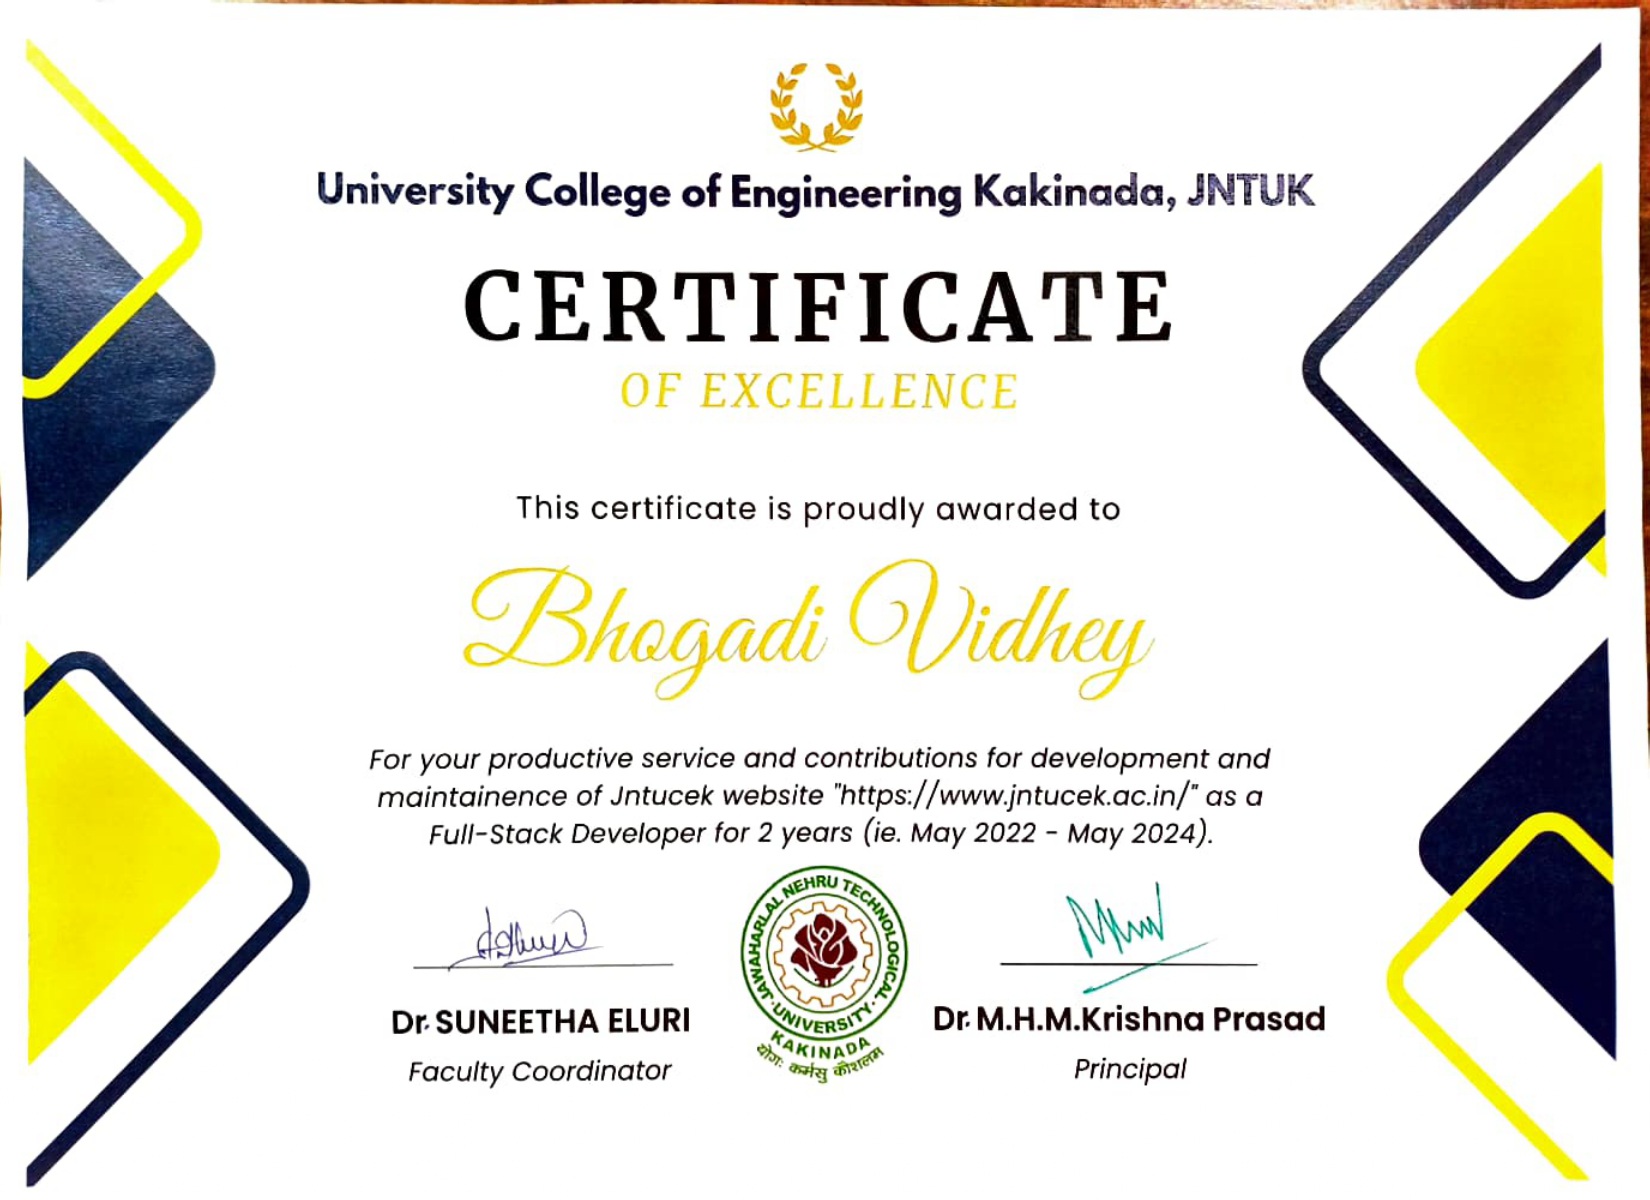 University College of Engineering Kakinada, JNTUK
CERTIFICATE
OF EXCELLENCE
This certificate is proudly awarded to
Bhogadi Vidhey
For your productive service and contributions for development and
maintainence of Jntucek website "https://www.jntucek.ac.in/" as a
Full-Stack Developer for 2 years (ie. May 2022 - May 2024).
JAWAHARLAL NEHRU TECHNOLOGICAL
UNIVERSITY
KAKINADA
योगः कर्मसु कौशलम्
Dr. SUNEETHA ELURI
Faculty Coordinator
Dr. M.H.M.Krishna Prasad
Principal